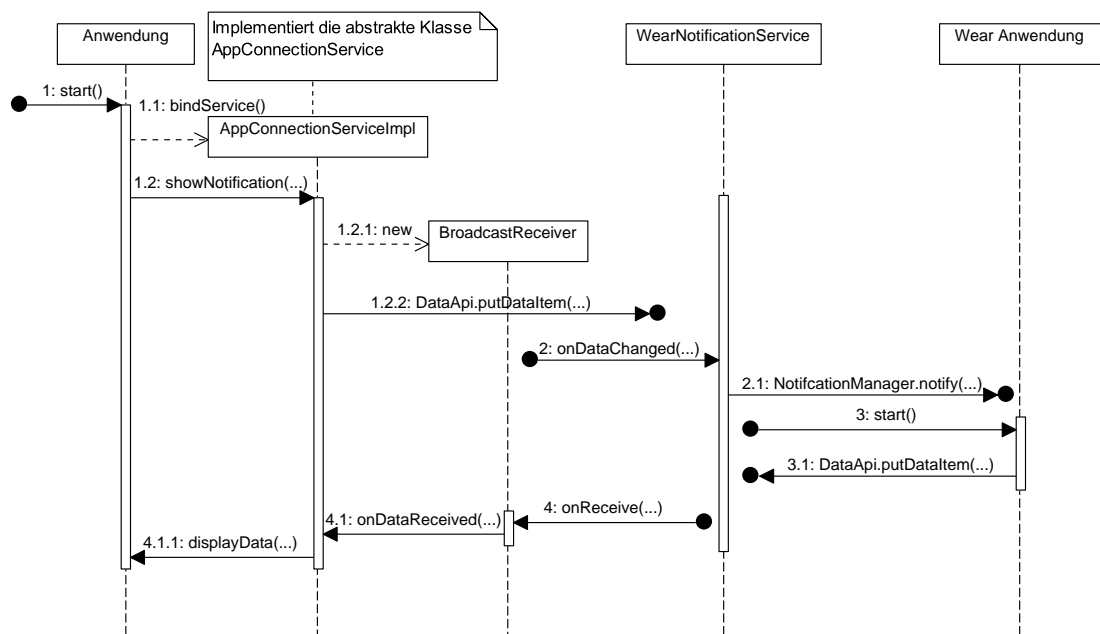 Anwendung
Implementiert die abstrakte Klasse
AppConnectionService
WearNotificationService
Wear Anwendung
1: start()
1.1: bindService()
AppConnectionServiceImpl
1.2: showNotification(...)
1.2.1: new
BroadcastReceiver
1.2.2: DataApi.putDataItem(...)
2: onDataChanged(...)
2.1: NotifcationManager.notify(...)
3: start()
3.1: DataApi.putDataItem(...)
4: onReceive(...)
4.1: onDataReceived(...)
4.1.1: displayData(...)